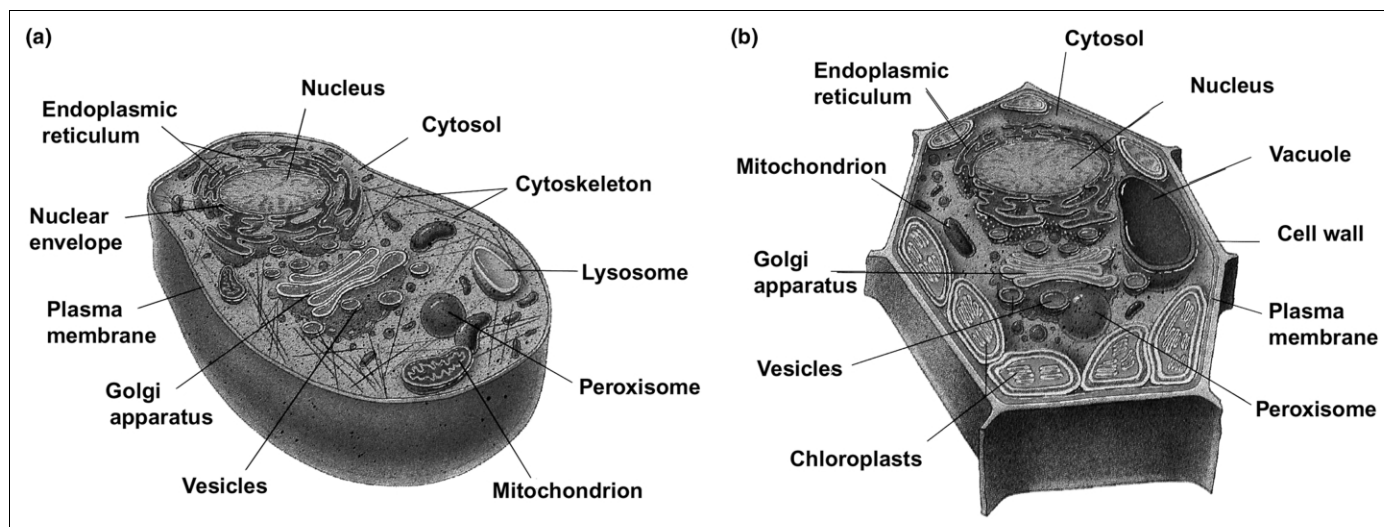 (a)
Nucleus
Endoplasmic
reticulum
Cytosol
Cytoskeleton
Nuclear
envelope
Lysosome
Plasma
membrane
Golgi
apparatus
Peroxisome
Vesicles
Mitochondrion
(b)
Cytosol
Endoplasmic
reticulum
Nucleus
Mitochondrion
Vacuole
Golgi
apparatus
Cell wall
Plasma
membrane
Vesicles
Peroxisome
Chloroplasts